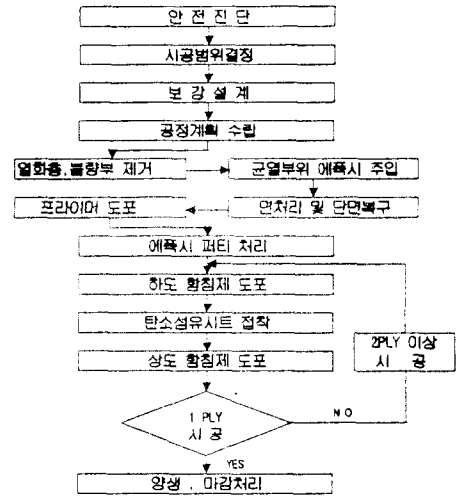 안 전 진 단
시공범위결정
보 강 설 계
공정계획 수립
열화층.불량부 제거
균열부위 에폭시 주입
프라이머 도포
면처리 및 단면복구
에폭시 퍼티 처리
하도 함침제 도포
탄소섬유시트 접착
2PLY 이상
시 공
상도 함침제 도포
1 PLY
시 공
NO
YES
양생 . 마감처리